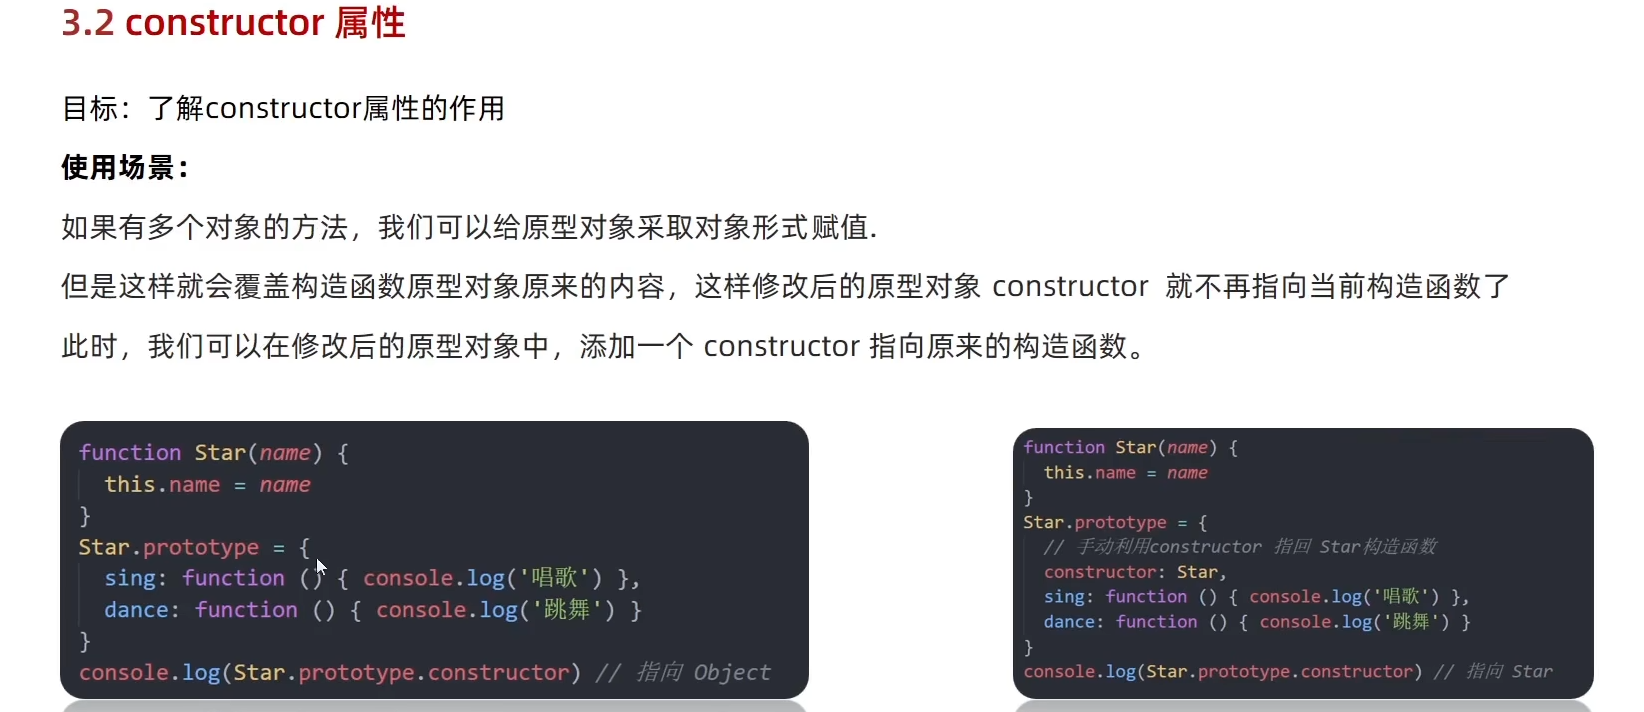 3.2 constructor 属性
目标：了解constructor属性的作用
使用场景：
如果有多个对象的方法，我们可以给原型对象采取对象形式赋值.
但是这样就会覆盖构造函数原型对象原来的内容，这样修改后的原型对象 constructor 就不再指向当前构造函数了
此时，我们可以在修改后的原型对象中，添加一个 constructor 指向原来的构造函数。
function Star(name) {
  this.name = name
}
Star.prototype = {
  sing: function () { console.log('唱歌') },
  dance: function () { console.log('跳舞') }
}
console.log(Star.prototype.constructor) // 指向 Object
function Star(name) {
  this.name = name
}
Star.prototype = {
  // 手动利用constructor 指回 Star构造函数
  constructor: Star,
  sing: function () { console.log('唱歌') },
  dance: function () { console.log('跳舞') }
}
console.log(Star.prototype.constructor) // 指向 Star